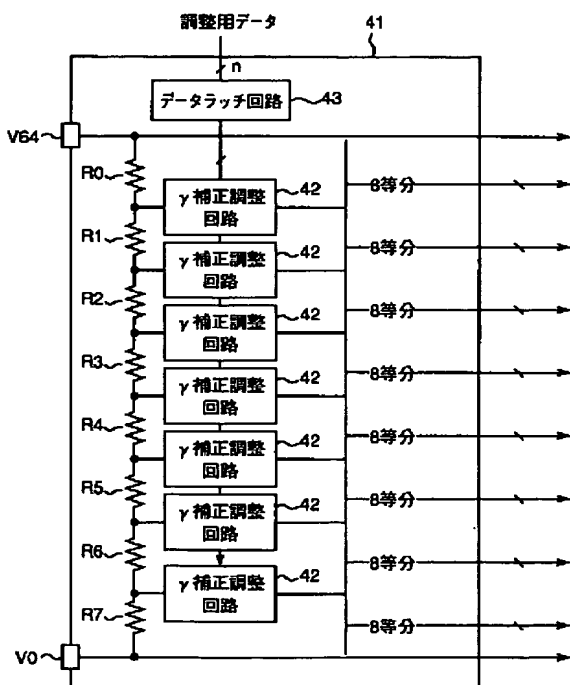 調整用データ
41
n
データラッチ回路
43
V64
R0
γ補正調整
回路
42
8等分
R1
γ補正調整
回路
42
8等分
R2
γ補正調整
回路
42
8等分
R3
γ補正調整
回路
42
8等分
R4
γ補正調整
回路
42
8等分
R5
γ補正調整
回路
42
8等分
R6
γ補正調整
回路
42
8等分
R7
8等分
V0